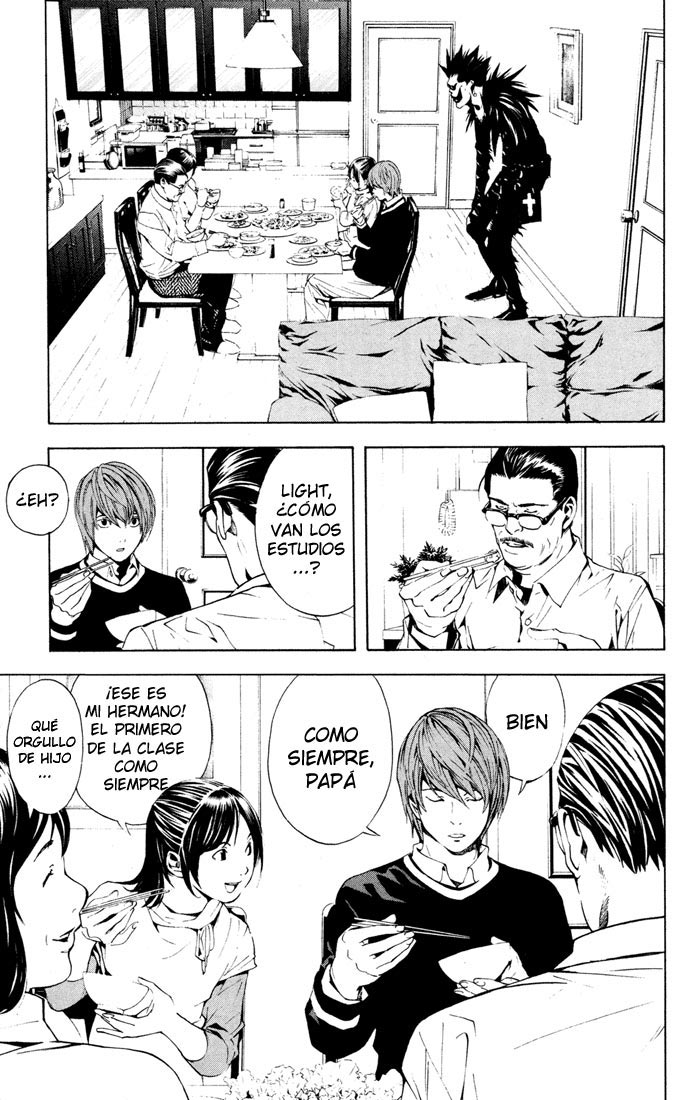 LIGHT,
¿CÓMO
VAN LOS
ESTUDIOS
...?
¿EH?
BIEN
COMO
SIEMPRE,
PAPÁ
¡ESE ES
MI HERMANO!
EL PRIMERO
DE LA CLASE
COMO
SIEMPRE
QUÉ
ORGULLO
DE HIJO
...